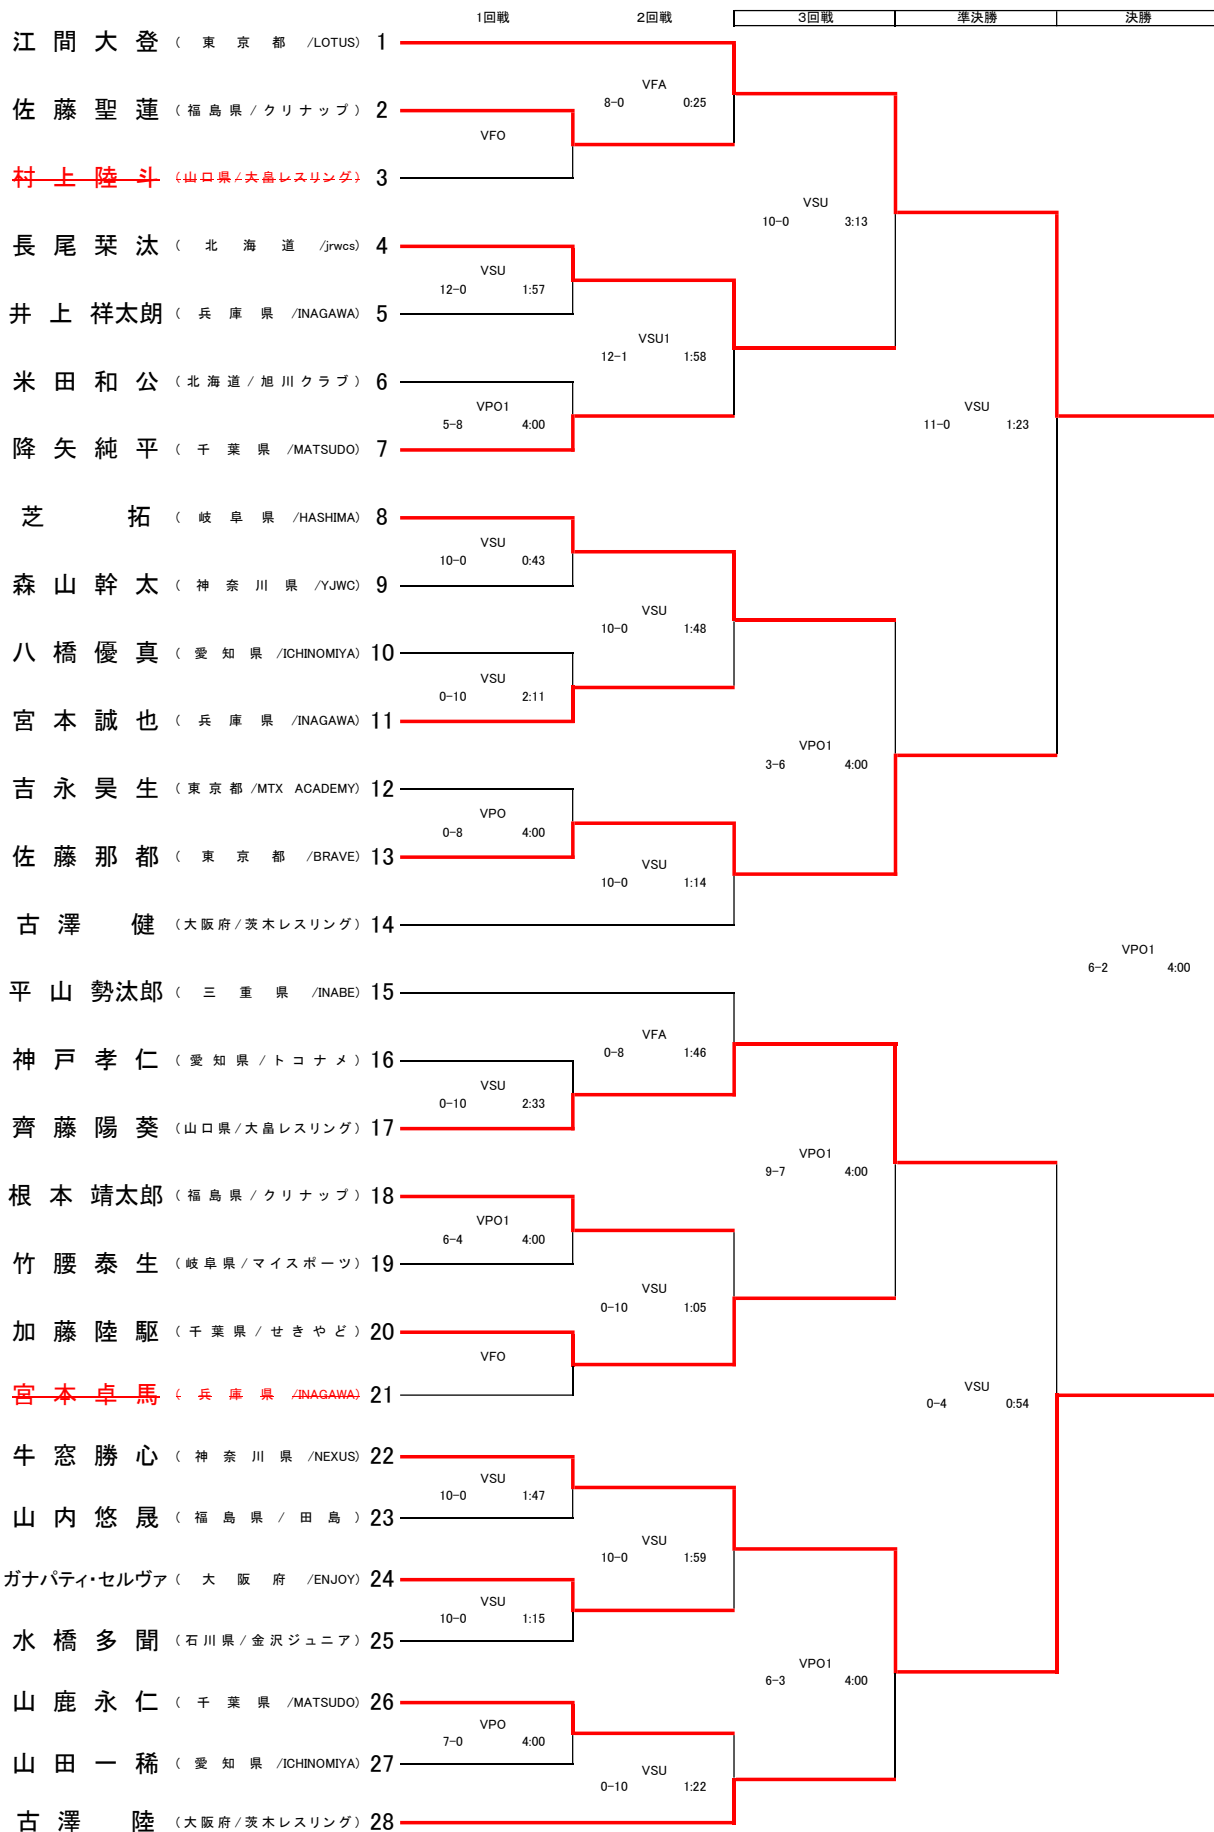 1回戦 2回戦 3回戦 準決勝 決勝
江間大登 (東京都/LOTUS) 1
VFA
8-0 0:25
佐藤聖蓮 (福島県/クリナップ) 2
VFO
村上陸斗 (山口県/大畠レスリング) 3
VSU
10-0 3:13
長尾栞汰 (北海道/jrwcs) 4
VSU
12-0 1:57
井上祥太朗 (兵庫県/INAGAWA) 5
VSU1
12-1 1:58
米田和公 (北海道/旭川クラブ) 6
VPO1
5-8 4:00
VSU
11-0 1:23
降矢純平 (千葉県/MATSUDO) 7
芝拓 (岐阜県/HASHIMA) 8
VSU
10-0 0:43
森山幹太 (神奈川県/YJWC) 9
VSU
10-0 1:48
八橋優真 (愛知県/ICHINOMIYA) 10
VSU
0-10 2:11
宮本誠也 (兵庫県/INAGAWA) 11
VPO1
3-6 4:00
吉永昊生 (東京都/MTX ACADEMY) 12
VPO
0-8 4:00
佐藤那都 (東京都/BRAVE) 13
VSU
10-0 1:14
古澤健 (大阪府/茨木レスリング) 14
VPO1
6-2 4:00
平山勢汰郎 (三重県/INABE) 15
VFA
0-8 1:46
神戸孝仁 (愛知県/トコナメ) 16
VSU
0-10 2:33
齊藤陽葵 (山口県/大畠レスリング) 17
VPO1
9-7 4:00
根本靖太郎 (福島県/クリナップ) 18
VPO1
6-4 4:00
竹腰泰生 (岐阜県/マイスポーツ) 19
VSU
0-10 1:05
加藤陸駆 (千葉県/せきやど) 20
VFO
宮本卓馬 (兵庫県/INAGAWA) 21
VSU
0-4 0:54
牛窓勝心 (神奈川県/NEXUS) 22
VSU
10-0 1:47
山内悠晟 (福島県/田島) 23
VSU
10-0 1:59
ガナパティ・セルヴァ (大阪府/ENJOY) 24
VSU
10-0 1:15
水橋多聞 (石川県/金沢ジュニア) 25
VPO1
6-3 4:00
山鹿永仁 (千葉県/MATSUDO) 26
VPO
7-0 4:00
山田一稀 (愛知県/ICHINOMIYA) 27
VSU
0-10 1:22
古澤陸 (大阪府/茨木レスリング) 28